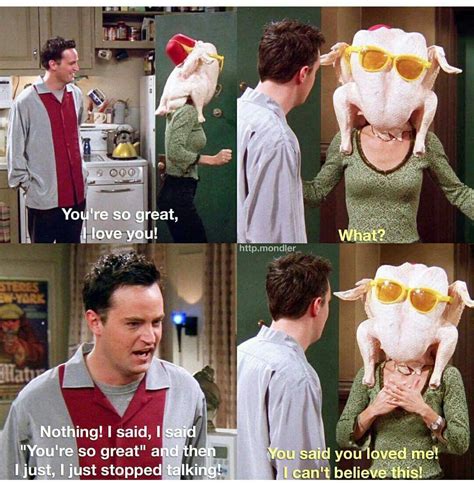 You're so great,
I love you!
What?
http.mondler_
Nothing! I said, I said
"You're so great" and then
I just, I just stopped talking!
You said you loved me!
I can't believe this!